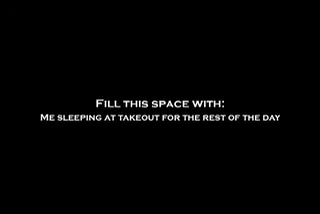 Fill this space with:
Me sleeping at takeout for the rest of the day